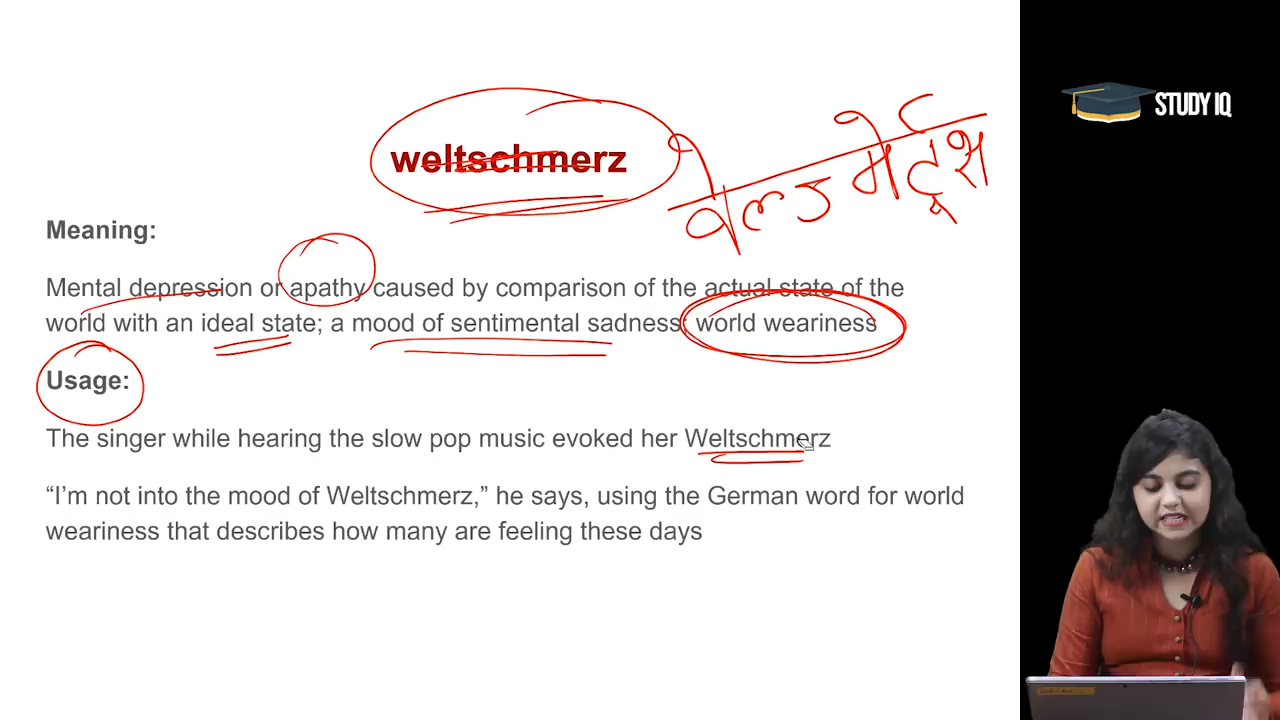 weltschmerz
STUDY IQ
Meaning:
Mental depression or apathy caused by comparison of the actual state of the
world with an ideal state; a mood of sentimental sadness; world weariness
Usage:
The singer while hearing the slow pop music evoked her Weltschmerz
“I’m not into the mood of Weltschmerz,” he says, using the German word for world
weariness that describes how many are feeling these days